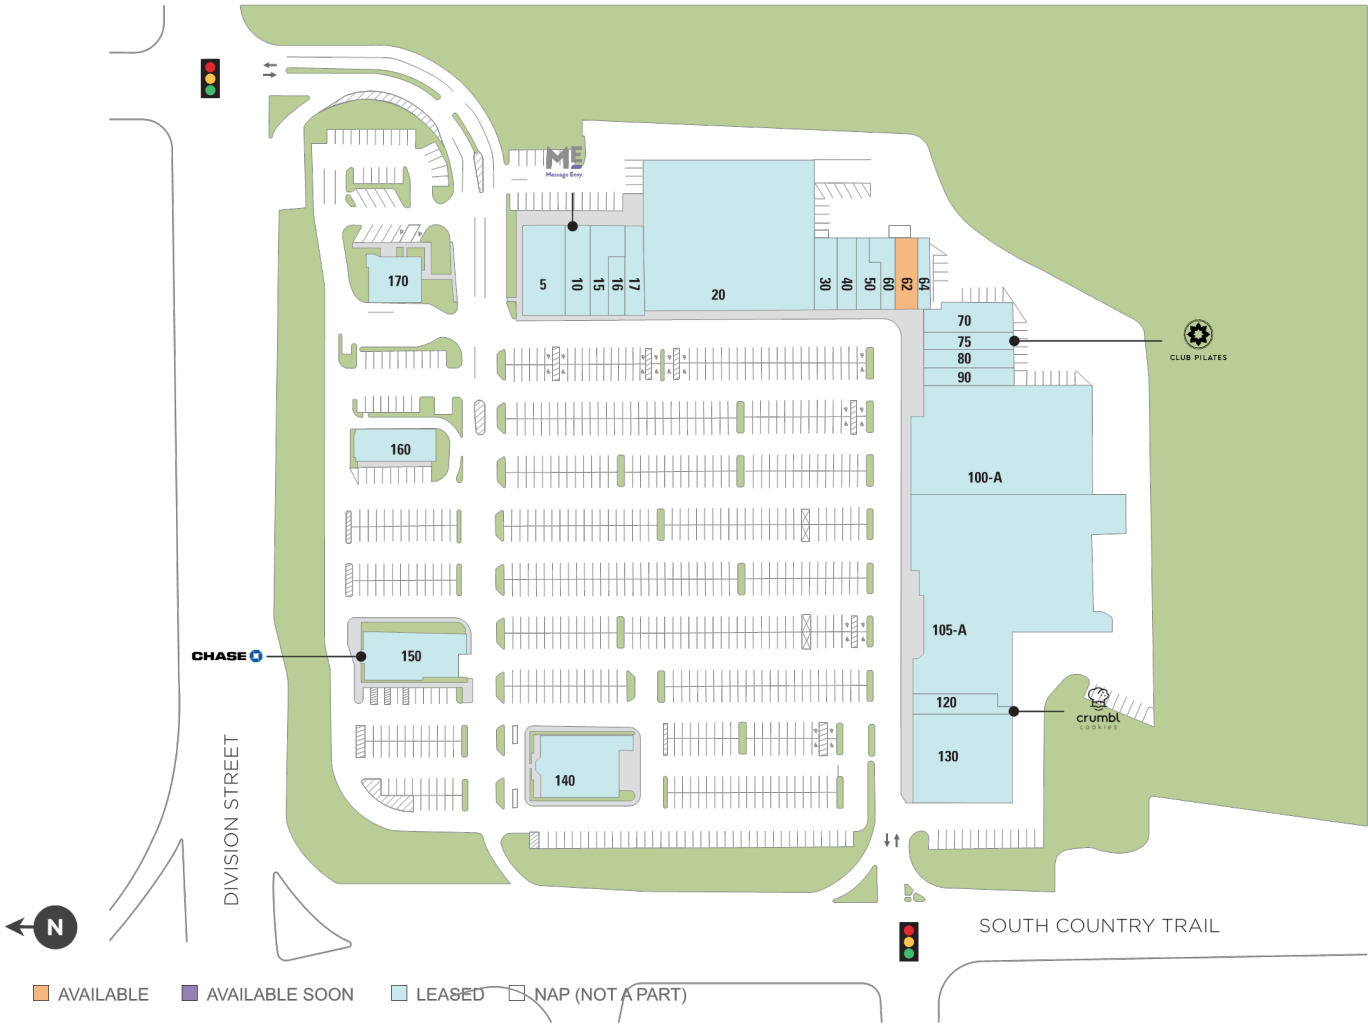 ME
Massage Envy.
170
5
10
15
16
17
20
30
40
50
60
62
64
70
75
80
90
CLUB PILATES
160
100-A
105-A
CHASE
150
120
crumbl
cookies
130
140
DIVISION STREET
N
SOUTH COUNTRY TRAIL
AVAILABLE
AVAILABLE SOON
LEASED
NAP (NOT A PART)